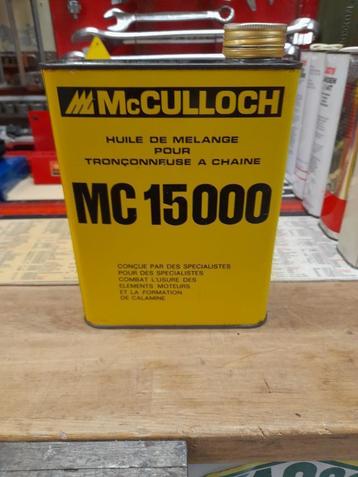 McCULLOCH
HUILE DE MELANGE
POUR
TRONÇONNEUSE A CHAINE
MC 15000
CONÇUE PAR DES SPECIALISTES
POUR DES SPECIALISTES
COMBAT L'USURE DES
ELEMENTS MOTEURS
ET LA FORMATION
DE CALAMINE